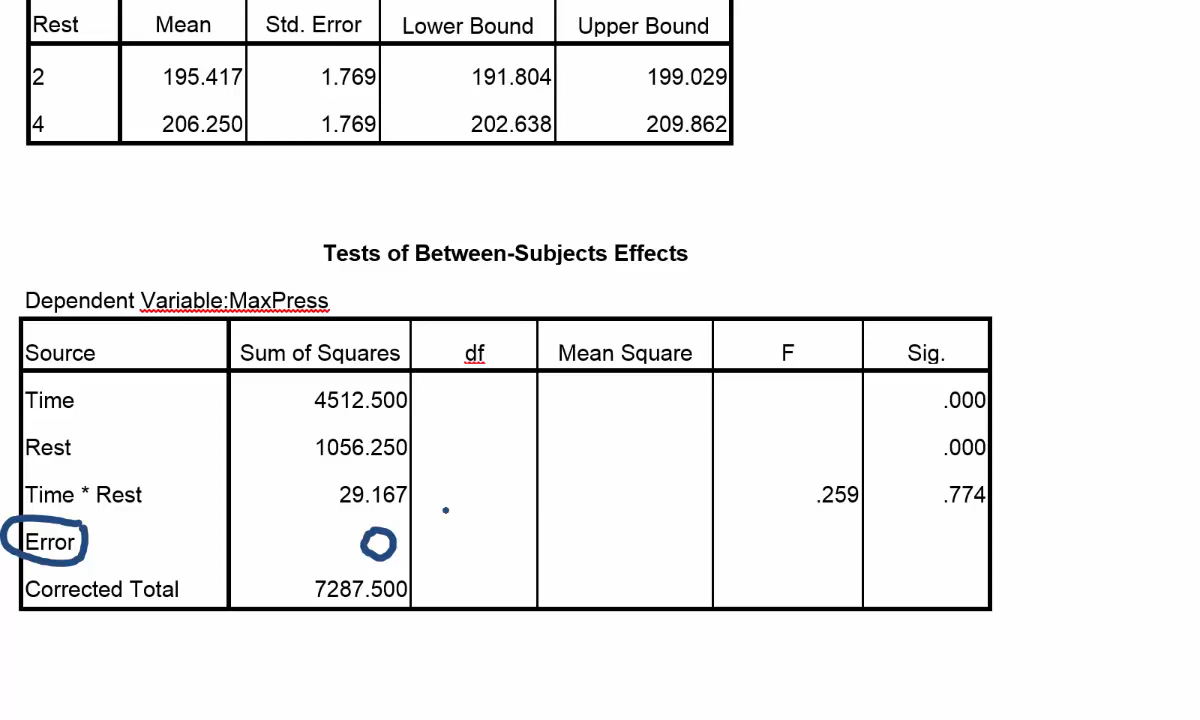 Rest Mean Std. Error Lower Bound Upper Bound
2 195.417 1.769 191.804 199.029
4 206.250 1.769 202.638 209.862
Tests of Between-Subjects Effects
Dependent Variable:MaxPress
Source Sum of Squares df Mean Square F Sig.
Time 4512.500 .000
Rest 1056.250 .000
Time * Rest 29.167 .259 .774
Error
Corrected Total 7287.500